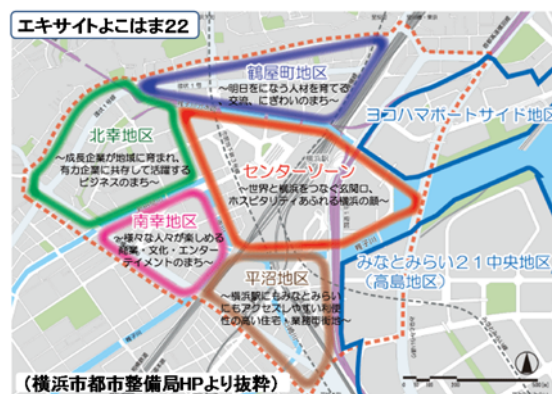 エキサイトよこはま22
鶴屋町地区
~明日をになう人材を育てる
交流、にぎわいのまち~
ヨコハマポートサイド地区
北幸地区
~成長企業が地域に育まれ、
有力企業に共存して活躍する
ビジネスのまち~
横浜駅
センターゾーン
~世界と横浜をつなぐ玄関口、
ホスピタリティあふれる横浜の顔~
南幸地区
~様々な人々が楽しめる
商業・文化・エンター
テイメントのまち~
みなとみらい21中央地区
(高島地区)
平沼地区
~横浜駅にもみなとみらい
にもアクセスしやすい利便
性の高い住宅・業務市街地~
(横浜市都市整備局HPより抜粋)